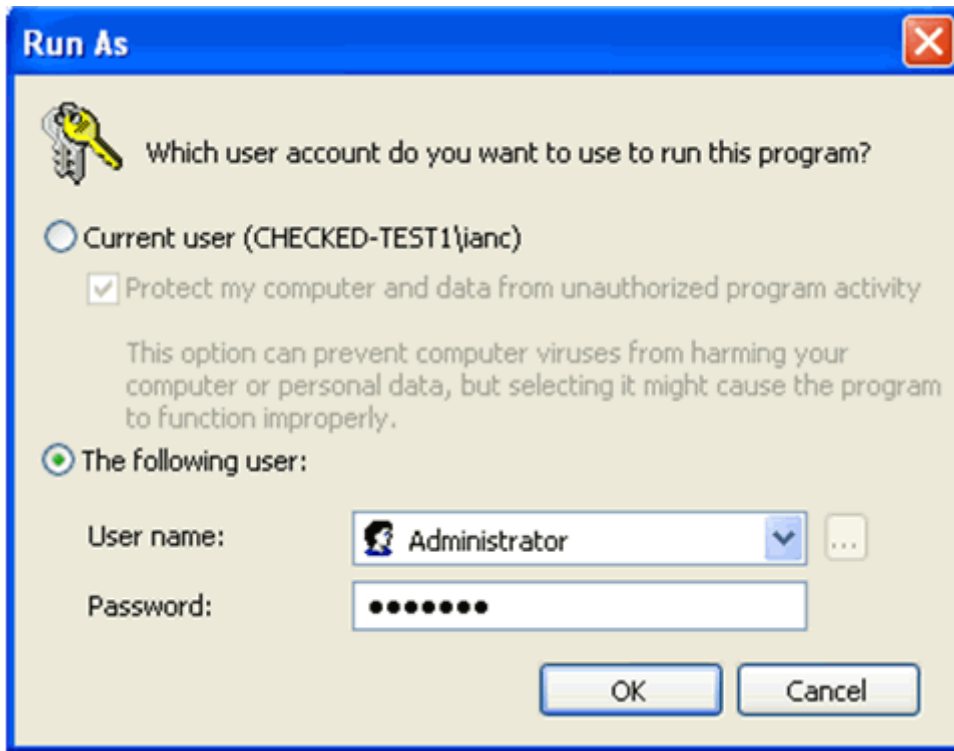 Run As
Which user account do you want to use to run this program?
Current user (CHECKED-TEST1\ianc)
Protect my computer and data from unauthorized program activity
This option can prevent computer viruses from harming your
computer or personal data, but selecting it might cause the program
to function improperly.
The following user:
User name:
Administrator
...
Password:
•••••••
OK
Cancel